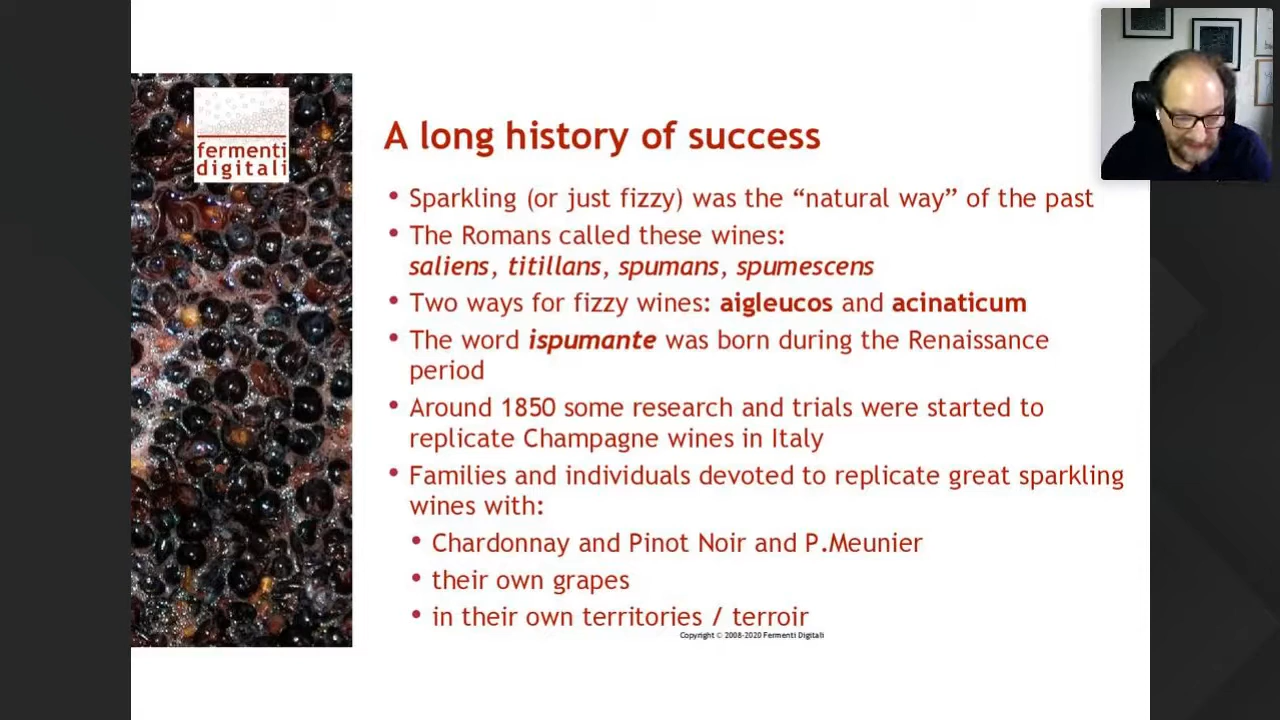 fermenti
digitali
A long history of success
• Sparkling (or just fizzy) was the “natural way” of the past
• The Romans called these wines:
saliens, titillans, spumans, spumescens
• Two ways for fizzy wines: aigleucos and acinaticum
• The word ispumante was born during the Renaissance
period
• Around 1850 some research and trials were started to
replicate Champagne wines in Italy
• Families and individuals devoted to replicate great sparkling
wines with:
• Chardonnay and Pinot Noir and P.Meunier
• their own grapes
• in their own territories / terroir
Copyright © 2008-2020 Fermenti Digitali